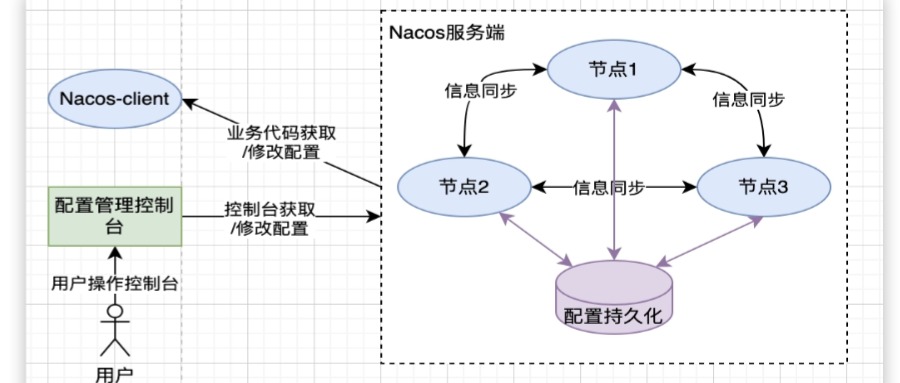 Nacos服务端
节点1
信息同步
信息同步
Nacos-client
业务代码获取
/修改配置
节点2
信息同步
节点3
配置管理控制
台
控制台获取
/修改配置
用户操作控制台
配置持久化
用户